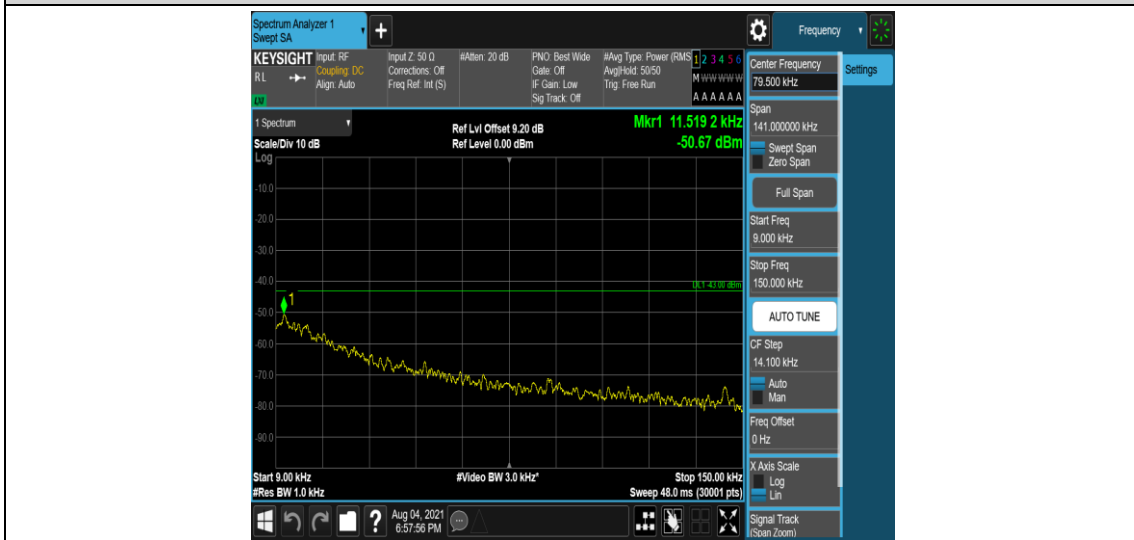 Spectrum Analyzer 1
Swept SA
+
Frequency
KEYSIGHT
RL
Input: RF
Coupling: DC
Align: Auto
Input Z: 50 Ω
Corrections: Off
Freq Ref: Int (S)
#Atten: 20 dB
PNO: Best Wide
Gate: Off
IF Gain: Low
Sig Track: Off
#Avg Type: Power (RMS
Avg|Hold: 50/50
Trig: Free Run
1 2 3 4 5 6
M W W W W W
A A A A A A
1 Spectrum
Scale/Div 10 dB
Ref Lvl Offset 9.20 dB
Ref Level 0.00 dBm
Mkr1 11.519 2 kHz
-50.67 dBm
Log
-10.0
-20.0
-30.0
-40.0
DL1 -43.00 dBm
1
-50.0
-60.0
-70.0
-80.0
-90.0
Start 9.00 kHz
#Video BW 3.0 kHz*
Stop 150.00 kHz
#Res BW 1.0 kHz
Sweep 48.0 ms (30001 pts)
?
Aug 04, 2021
6:57:56 PM
Center Frequency
79.500 kHz
Settings
Span
141.000000 kHz
Swept Span
Zero Span
Full Span
Start Freq
9.000 kHz
Stop Freq
150.000 kHz
AUTO TUNE
CF Step
14.100 kHz
Auto
Man
Freq Offset
0 Hz
X Axis Scale
Log
Lin
Signal Track
(Span Zoom)